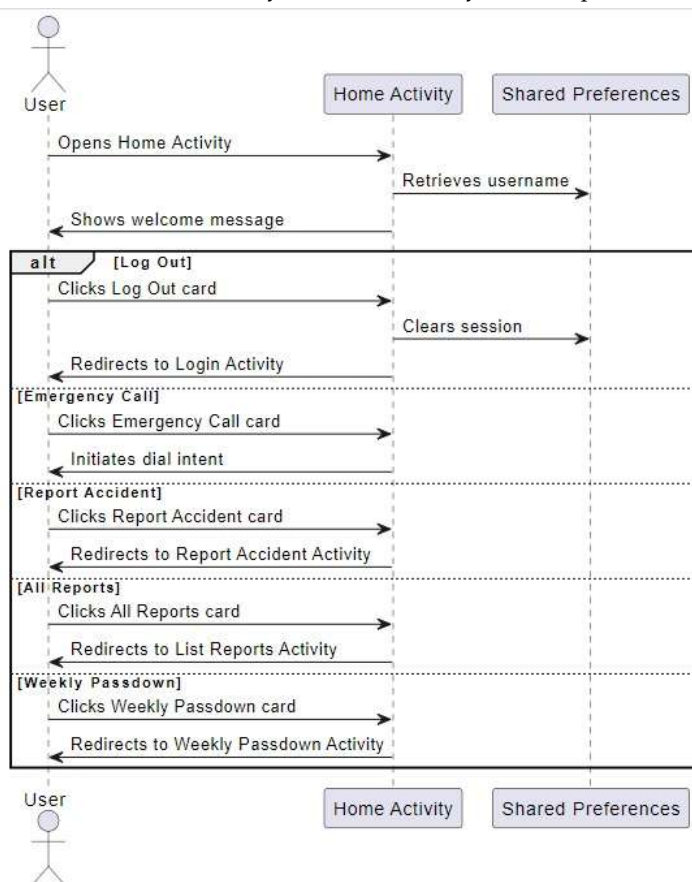 User
Home Activity
Shared Preferences
Opens Home Activity
Retrieves username
Shows welcome message
alt [Log Out]
Clicks Log Out card
Clears session
Redirects to Login Activity
[Emergency Call]
Clicks Emergency Call card
Initiates dial intent
[Report Accident]
Clicks Report Accident card
Redirects to Report Accident Activity
[All Reports]
Clicks All Reports card
Redirects to List Reports Activity
[Weekly Passdown]
Clicks Weekly Passdown card
Redirects to Weekly Passdown Activity
User
Home Activity
Shared Preferences